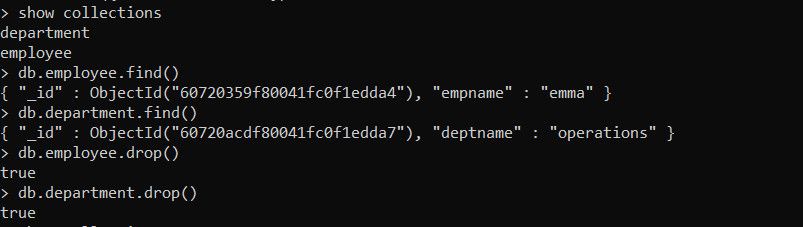 > show collections
department
employee
> db.employee.find()
{ "_id" : ObjectId("60720359f80041fc0f1edda4"), "empname" : "emma" }
> db.department.find()
{ "_id" : ObjectId("60720acdf80041fc0f1edda7"), "deptname" : "operations" }
> db.employee.drop()
true
> db.department.drop()
true